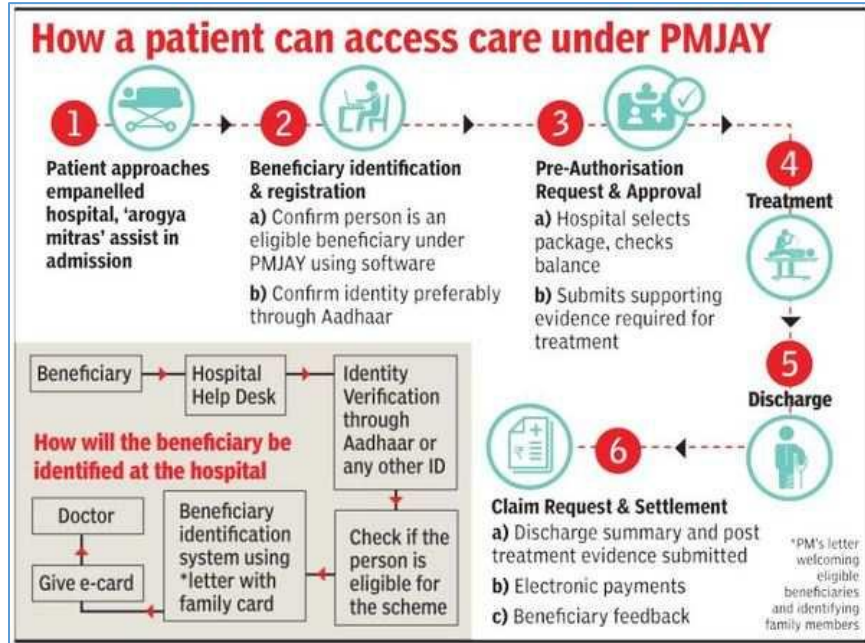 How a patient can access care under PMJAY
1
Patient approaches
empanelled
hospital, ‘arogya
mitras’ assist in
admission
2
Beneficiary identification
& registration
a) Confirm person is an
eligible beneficiary under
PMJAY using software
b) Confirm identity preferably
through Aadhaar
3
Pre-Authorisation
Request & Approval
a) Hospital selects
package, checks
balance
b) Submits supporting
evidence required for
treatment
4
Treatment
5
Discharge
6
Claim Request & Settlement
a) Discharge summary and post
treatment evidence submitted
b) Electronic payments
c) Beneficiary feedback
₹
*PM's letter
welcoming
eligible
beneficiaries
and identifying
family members
How will the beneficiary be
identified at the hospital
Beneficiary
Hospital
Help Desk
Identity
Verification
through
Aadhaar or
any other ID
Check if the
person is
eligible for
the scheme
Beneficiary
identification
system using
*letter with
family card
Give e-card
Doctor